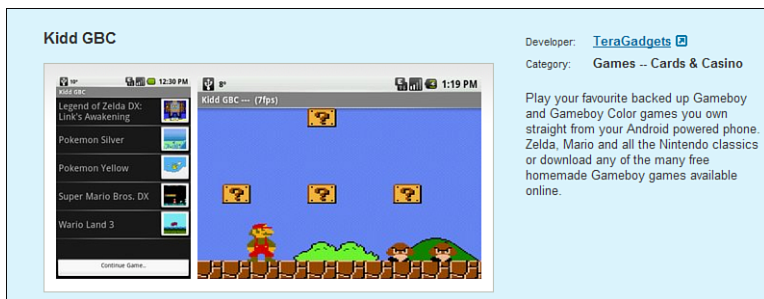 Kidd GBC
8°
12:30 PM
Kidd GBC
Legend of Zelda DX:
Link's Awakening
Pokemon Silver
Pokemon Yellow
Super Mario Bros. DX
Wario Land 3
Continue Game..
8°
1:19 PM
Kidd GBC --- (7fps)
?
? ? ?
Developer: TeraGadgets
Category: Games -- Cards & Casino
Play your favourite backed up Gameboy
and Gameboy Color games you own
straight from your Android powered phone.
Zelda, Mario and all the Nintendo classics
or download any of the many free
homemade Gameboy games available
online.